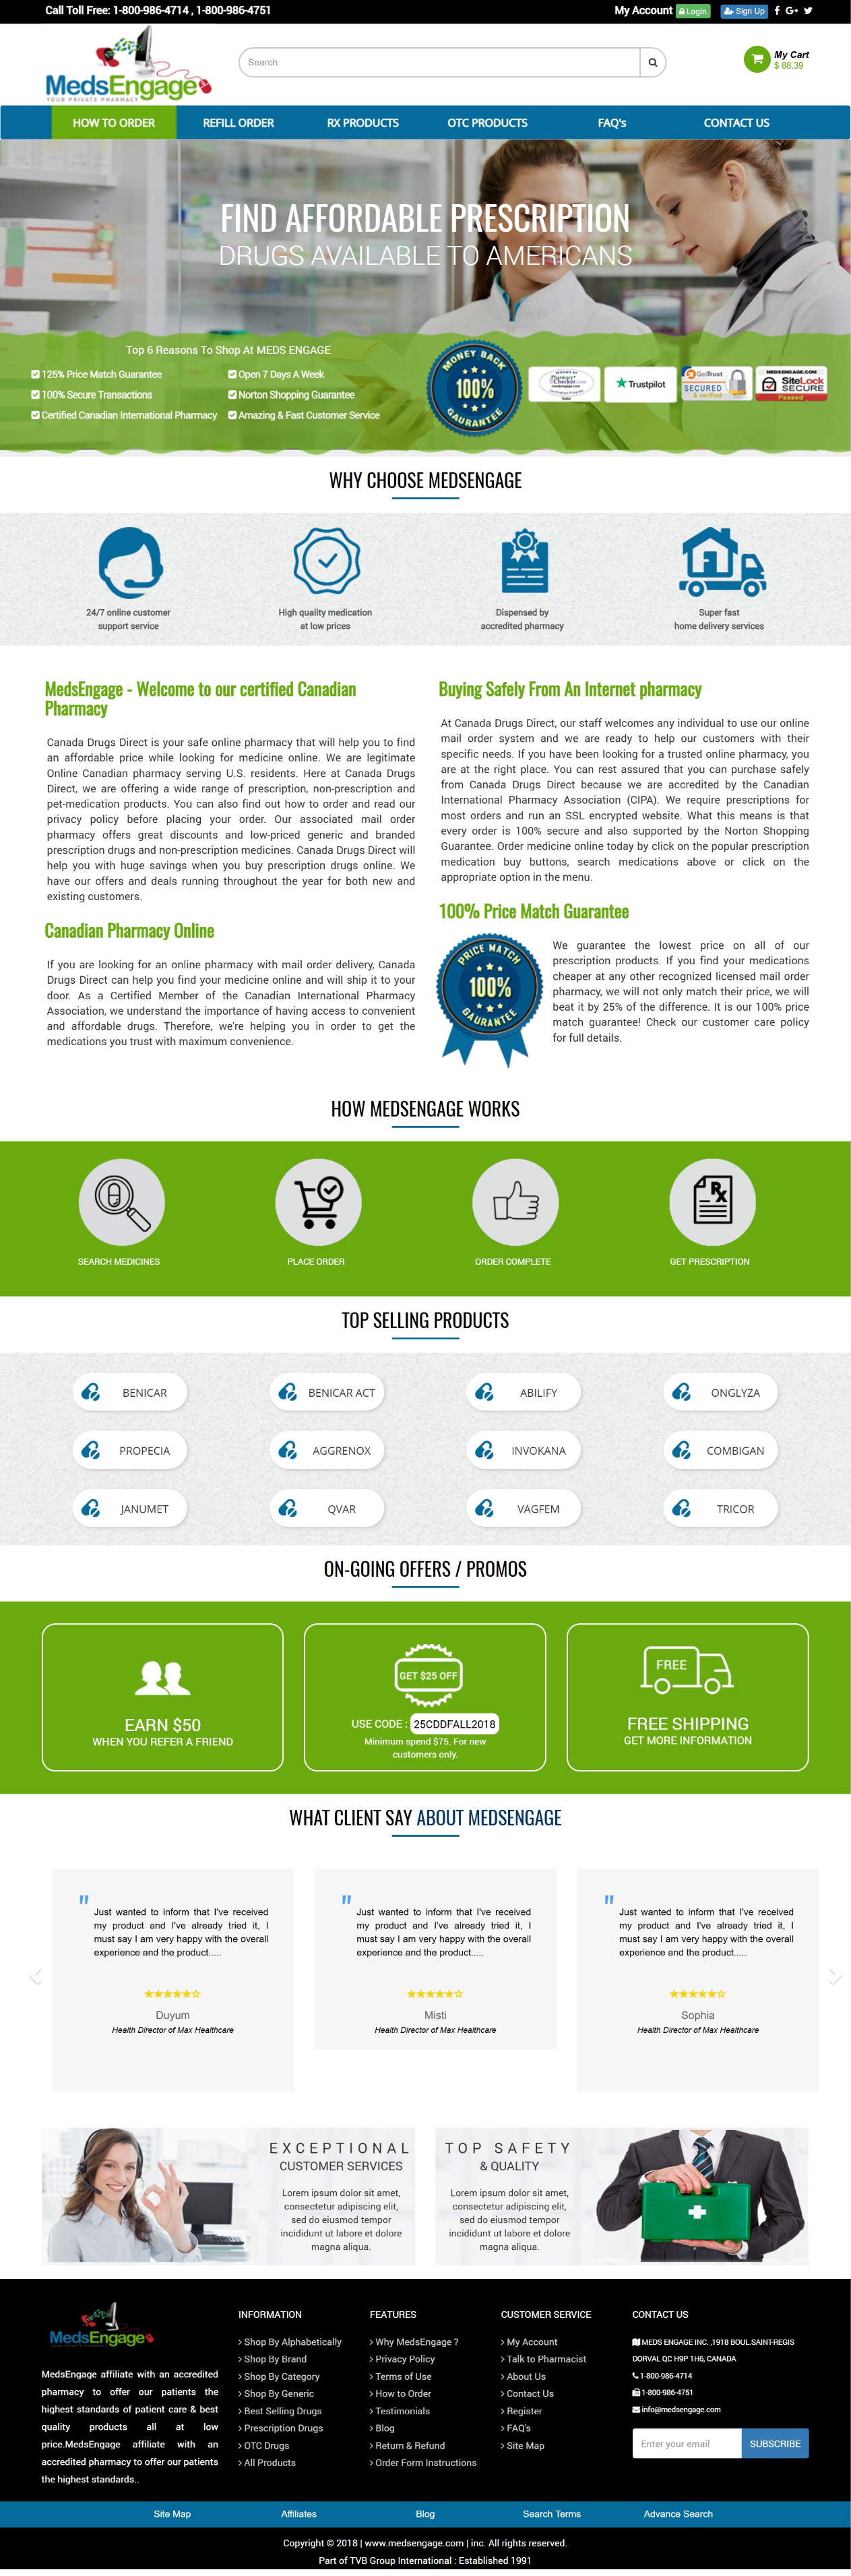 Call Toll Free: 1-800-986-4714 , 1-800-986-4751
My Account Login Sign Up G+
MedsEngage
YOUR PRIVATE PHARMACY
Search
My Cart
$ 88.39
HOW TO ORDER REFILL ORDER RX PRODUCTS OTC PRODUCTS FAQ's CONTACT US
FIND AFFORDABLE PRESCRIPTION
DRUGS AVAILABLE TO AMERICANS
Top 6 Reasons To Shop At MEDS ENGAGE
125% Price Match Guarantee Open 7 Days A Week
100% Secure Transactions Norton Shopping Guarantee
Certified Canadian International Pharmacy Amazing & Fast Customer Service
MONEY BACK
100%
GAURANTEE
Pharmacy
Checker.com
Trustpilot
GeoTrust
SECURED
& verified
MEDSENGAGE.COM
SiteLock
SECURE
Passed
WHY CHOOSE MEDSENGAGE
24/7 online customer
support service
High quality medication
at low prices
Dispensed by
accredited pharmacy
Super fast
home delivery services
MedsEngage - Welcome to our certified Canadian
Pharmacy
Canada Drugs Direct is your safe online pharmacy that will help you to find
an affordable price while looking for medicine online. We are legitimate
Online Canadian pharmacy serving U.S. residents. Here at Canada Drugs
Direct, we are offering a wide range of prescription, non-prescription and
pet-medication products. You can also find out how to order and read our
privacy policy before placing your order. Our associated mail order
pharmacy offers great discounts and low-priced generic and branded
prescription drugs and non-prescription medicines. Canada Drugs Direct will
help you with huge savings when you buy prescription drugs online. We
have our offers and deals running throughout the year for both new and
existing customers.
Canadian Pharmacy Online
If you are looking for an online pharmacy with mail order delivery, Canada
Drugs Direct can help you find your medicine online and will ship it to your
door. As a Certified Member of the Canadian International Pharmacy
Association, we understand the importance of having access to convenient
and affordable drugs. Therefore, we're helping you in order to get the
medications you trust with maximum convenience.
Buying Safely From An Internet pharmacy
At Canada Drugs Direct, our staff welcomes any individual to use our online
mail order system and we are ready to help our customers with their
specific needs. If you have been looking for a trusted online pharmacy, you
are at the right place. You can rest assured that you can purchase safely
from Canada Drugs Direct because we are accredited by the Canadian
International Pharmacy Association (CIPA). We require prescriptions for
most orders and run an SSL encrypted website. What this means is that
every order is 100% secure and also supported by the Norton Shopping
Guarantee. Order medicine online today by click on the popular prescription
medication buy buttons, search medications above or click on the
appropriate option in the menu.
100% Price Match Guarantee
PRICE MATCH
100%
GAURANTEE
We guarantee the lowest price on all of our
prescription products. If you find your medications
cheaper at any other recognized licensed mail order
pharmacy, we will not only match their price, we will
beat it by 25% of the difference. It is our 100% price
match guarantee! Check our customer care policy
for full details.
HOW MEDSENGAGE WORKS
SEARCH MEDICINES PLACE ORDER ORDER COMPLETE GET PRESCRIPTION
TOP SELLING PRODUCTS
BENICAR BENICAR ACT ABILIFY ONGLYZA
PROPECIA AGGRENOX INVOKANA COMBIGAN
JANUMET QVAR VAGFEM TRICOR
ON-GOING OFFERS / PROMOS
EARN $50
WHEN YOU REFER A FRIEND
GET $25 OFF
USE CODE : 25CDDFALL2018
Minimum spend $75. For new
customers only.
FREE
FREE SHIPPING
GET MORE INFORMATION
WHAT CLIENT SAY ABOUT MEDSENGAGE
"
Just wanted to inform that I've received
my product and I've already tried it, I
must say I am very happy with the overall
experience and the product.....
Duyum
Health Director of Max Healthcare
"
Just wanted to inform that I've received
my product and I've already tried it, I
must say I am very happy with the overall
experience and the product.....
Misti
Health Director of Max Healthcare
"
Just wanted to inform that I've received
my product and I've already tried it, I
must say I am very happy with the overall
experience and the product.....
Sophia
Health Director of Max Healthcare
EXCEPTIONAL
CUSTOMER SERVICES
Lorem ipsum dolor sit amet,
consectetur adipiscing elit,
sed do eiusmod tempor
incididunt ut labore et dolore
magna aliqua.
TOP SAFETY
& QUALITY
Lorem ipsum dolor sit amet,
consectetur adipiscing elit,
sed do eiusmod tempor
incididunt ut labore et dolore
magna aliqua.
MedsEngage
MedsEngage affiliate with an accredited
pharmacy to offer our patients the
highest standards of patient care & best
quality products all at low
price.MedsEngage affiliate with an
accredited pharmacy to offer our patients
the highest standards..
INFORMATION
> Shop By Alphabetically
> Shop By Brand
> Shop By Category
> Shop By Generic
> Best Selling Drugs
> Prescription Drugs
> OTC Drugs
> All Products
FEATURES
> Why MedsEngage ?
> Privacy Policy
> Terms of Use
> How to Order
> Testimonials
> Blog
> Return & Refund
> Order Form Instructions
CUSTOMER SERVICE
> My Account
> Talk to Pharmacist
> About Us
> Contact Us
> Register
> FAQ's
> Site Map
CONTACT US
MEDS ENGAGE INC. ,1918 BOUL.SAINT-REGIS
DORVAL QC H9P 1H6, CANADA
1-800-986-4714
1-800-986-4751
info@medsengage.com
Enter your email SUBSCRIBE
Site Map Affiliates Blog Search Terms Advance Search
Copyright © 2018 | www.medsengage.com | inc. All rights reserved.
Part of TVB Group International : Established 1991